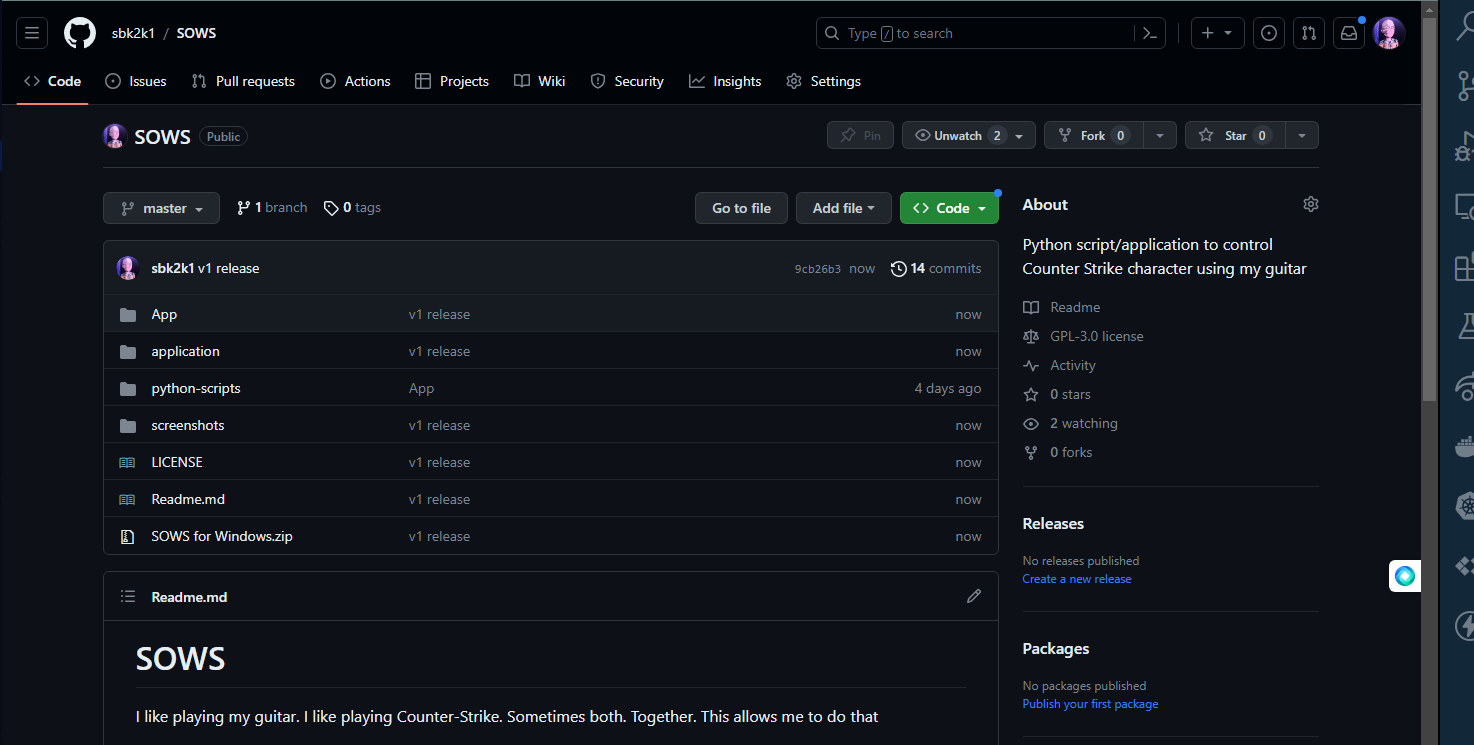 sbk2k1 / SOWS
Type / to search
Code Issues Pull requests Actions Projects Wiki Security Insights Settings
SOWS Public
Pin Unwatch 2 Fork 0 Star 0
master 1 branch 0 tags
Go to file Add file Code
sbk2k1 v1 release 9cb26b3 now 14 commits
App v1 release now
application v1 release now
python-scripts App 4 days ago
screenshots v1 release now
LICENSE v1 release now
Readme.md v1 release now
SOWS for Windows.zip v1 release now
Readme.md
SOWS
I like playing my guitar. I like playing Counter-Strike. Sometimes both. Together. This allows me to do that
About
Python script/application to control
Counter Strike character using my guitar
Readme
GPL-3.0 license
Activity
0 stars
2 watching
0 forks
Releases
No releases published
Create a new release
Packages
No packages published
Publish your first package